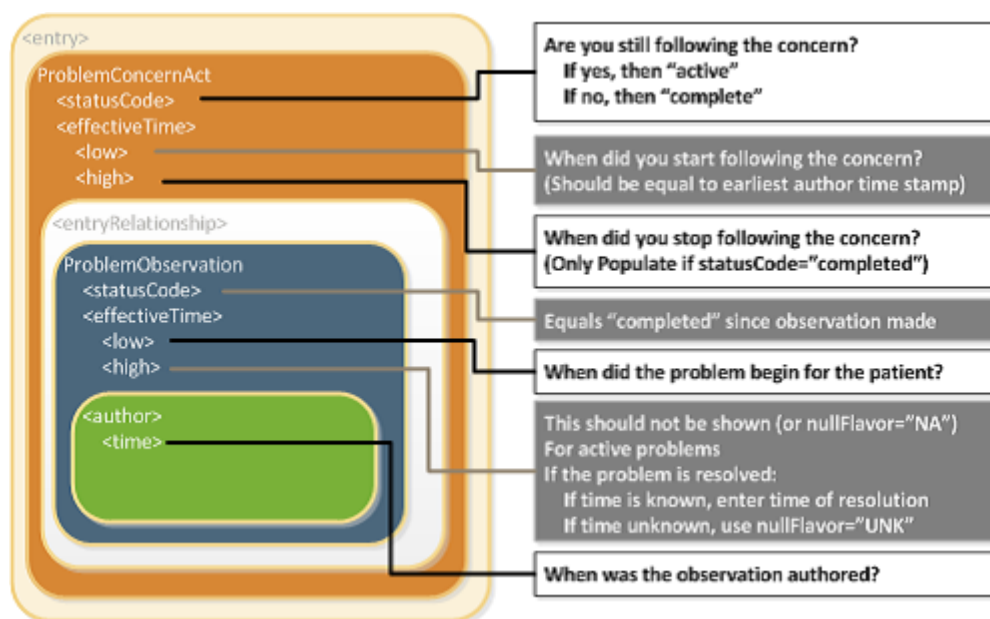 <entry>
ProblemConcernAct
<statusCode>
<effectiveTime>
<low>
<high>
<entryRelationship>
ProblemObservation
<statusCode>
<effectiveTime>
<low>
<high>
<author>
<time>
Are you still following the concern?
If yes, then “active”
If no, then “complete”
When did you start following the concern?
(Should be equal to earliest author time stamp)
When did you stop following the concern?
(Only Populate if statusCode=”completed”)
Equals “completed” since observation made
When did the problem begin for the patient?
This should not be shown (or nullFlavor=”NA”)
For active problems
If the problem is resolved:
If time is known, enter time of resolution
If time unknown, use nullFlavor=”UNK”
When was the observation authored?